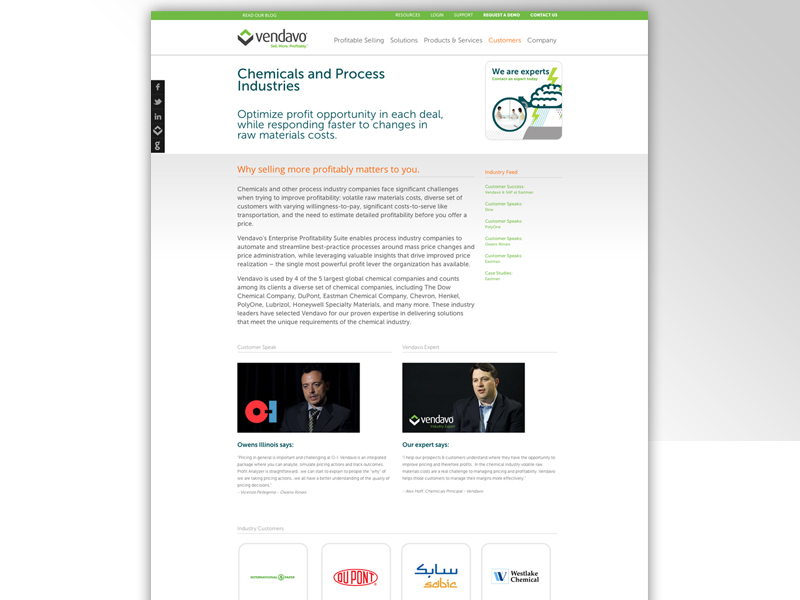 READ OUR BLOG
RESOURCES LOGIN SUPPORT REQUEST A DEMO CONTACT US
vendavo
Sell More Profitably
Profitable Selling Solutions Products & Services Customers Company
Chemicals and Process
Industries
Optimize profit opportunity in each deal,
while responding faster to changes in
raw materials costs.
We are experts
Contact an expert today
Why selling more profitably matters to you.
Chemicals and other process industry companies face significant challenges
when trying to improve profitability: volatile raw materials costs, diverse set of
customers with varying willingness-to-pay, significant costs-to-serve like
transportation, and the need to estimate detailed profitability before you offer a
price.
Vendavo's Enterprise Profitability Suite enables process industry companies to
automate and streamline best-practice processes around mass price changes and
price administration, while leveraging valuable insights that drive improved price
realization – the single most powerful profit lever the organization has available.
Vendavo is used by 4 of the 5 largest global chemical companies and counts
among its clients a diverse set of chemical companies, including The Dow
Chemical Company, DuPont, Eastman Chemical Company, Chevron, Henkel,
PolyOne, Lubrizol, Honeywell Specialty Materials, and many more. These industry
leaders have selected Vendavo for our proven expertise in delivering solutions
that meet the unique requirements of the chemical industry.
Industry Feed
Customer Success:
Vendavo & SAP at Eastman
Customer Speaks:
Dow
Customer Speaks:
PolyOne
Customer Speaks:
Owens Illinois
Customer Speaks:
Eastman
Case Studies:
Eastman
Customer Speak
O-I
Owens Illinois says:
"Pricing in general is important and challenging at O-I. Vendavo is an integrated
package where you can analyze, simulate pricing actions and track outcomes.
Profit Analyzer is straightforward...we can start to explain to people the "why" of
we are taking pricing actions...we all have a better understanding of the quality of
pricing decisions."
Vendavo Expert
vendavo
Industry Expert
Our expert says:
"I help our prospects & customers understand where they have the opportunity to
improve pricing and therefore profits. In the chemical industry volatile raw
materials costs are a real challenge to managing pricing and profitability. Vendavo
helps those customers to manage their margins more effectively."
- Alex Hoff, Chemicals Principal - Vendavo
Industry Customers
INTERNATIONAL PAPER
DUPONT
سابك
sabic
Westlake
Chemical